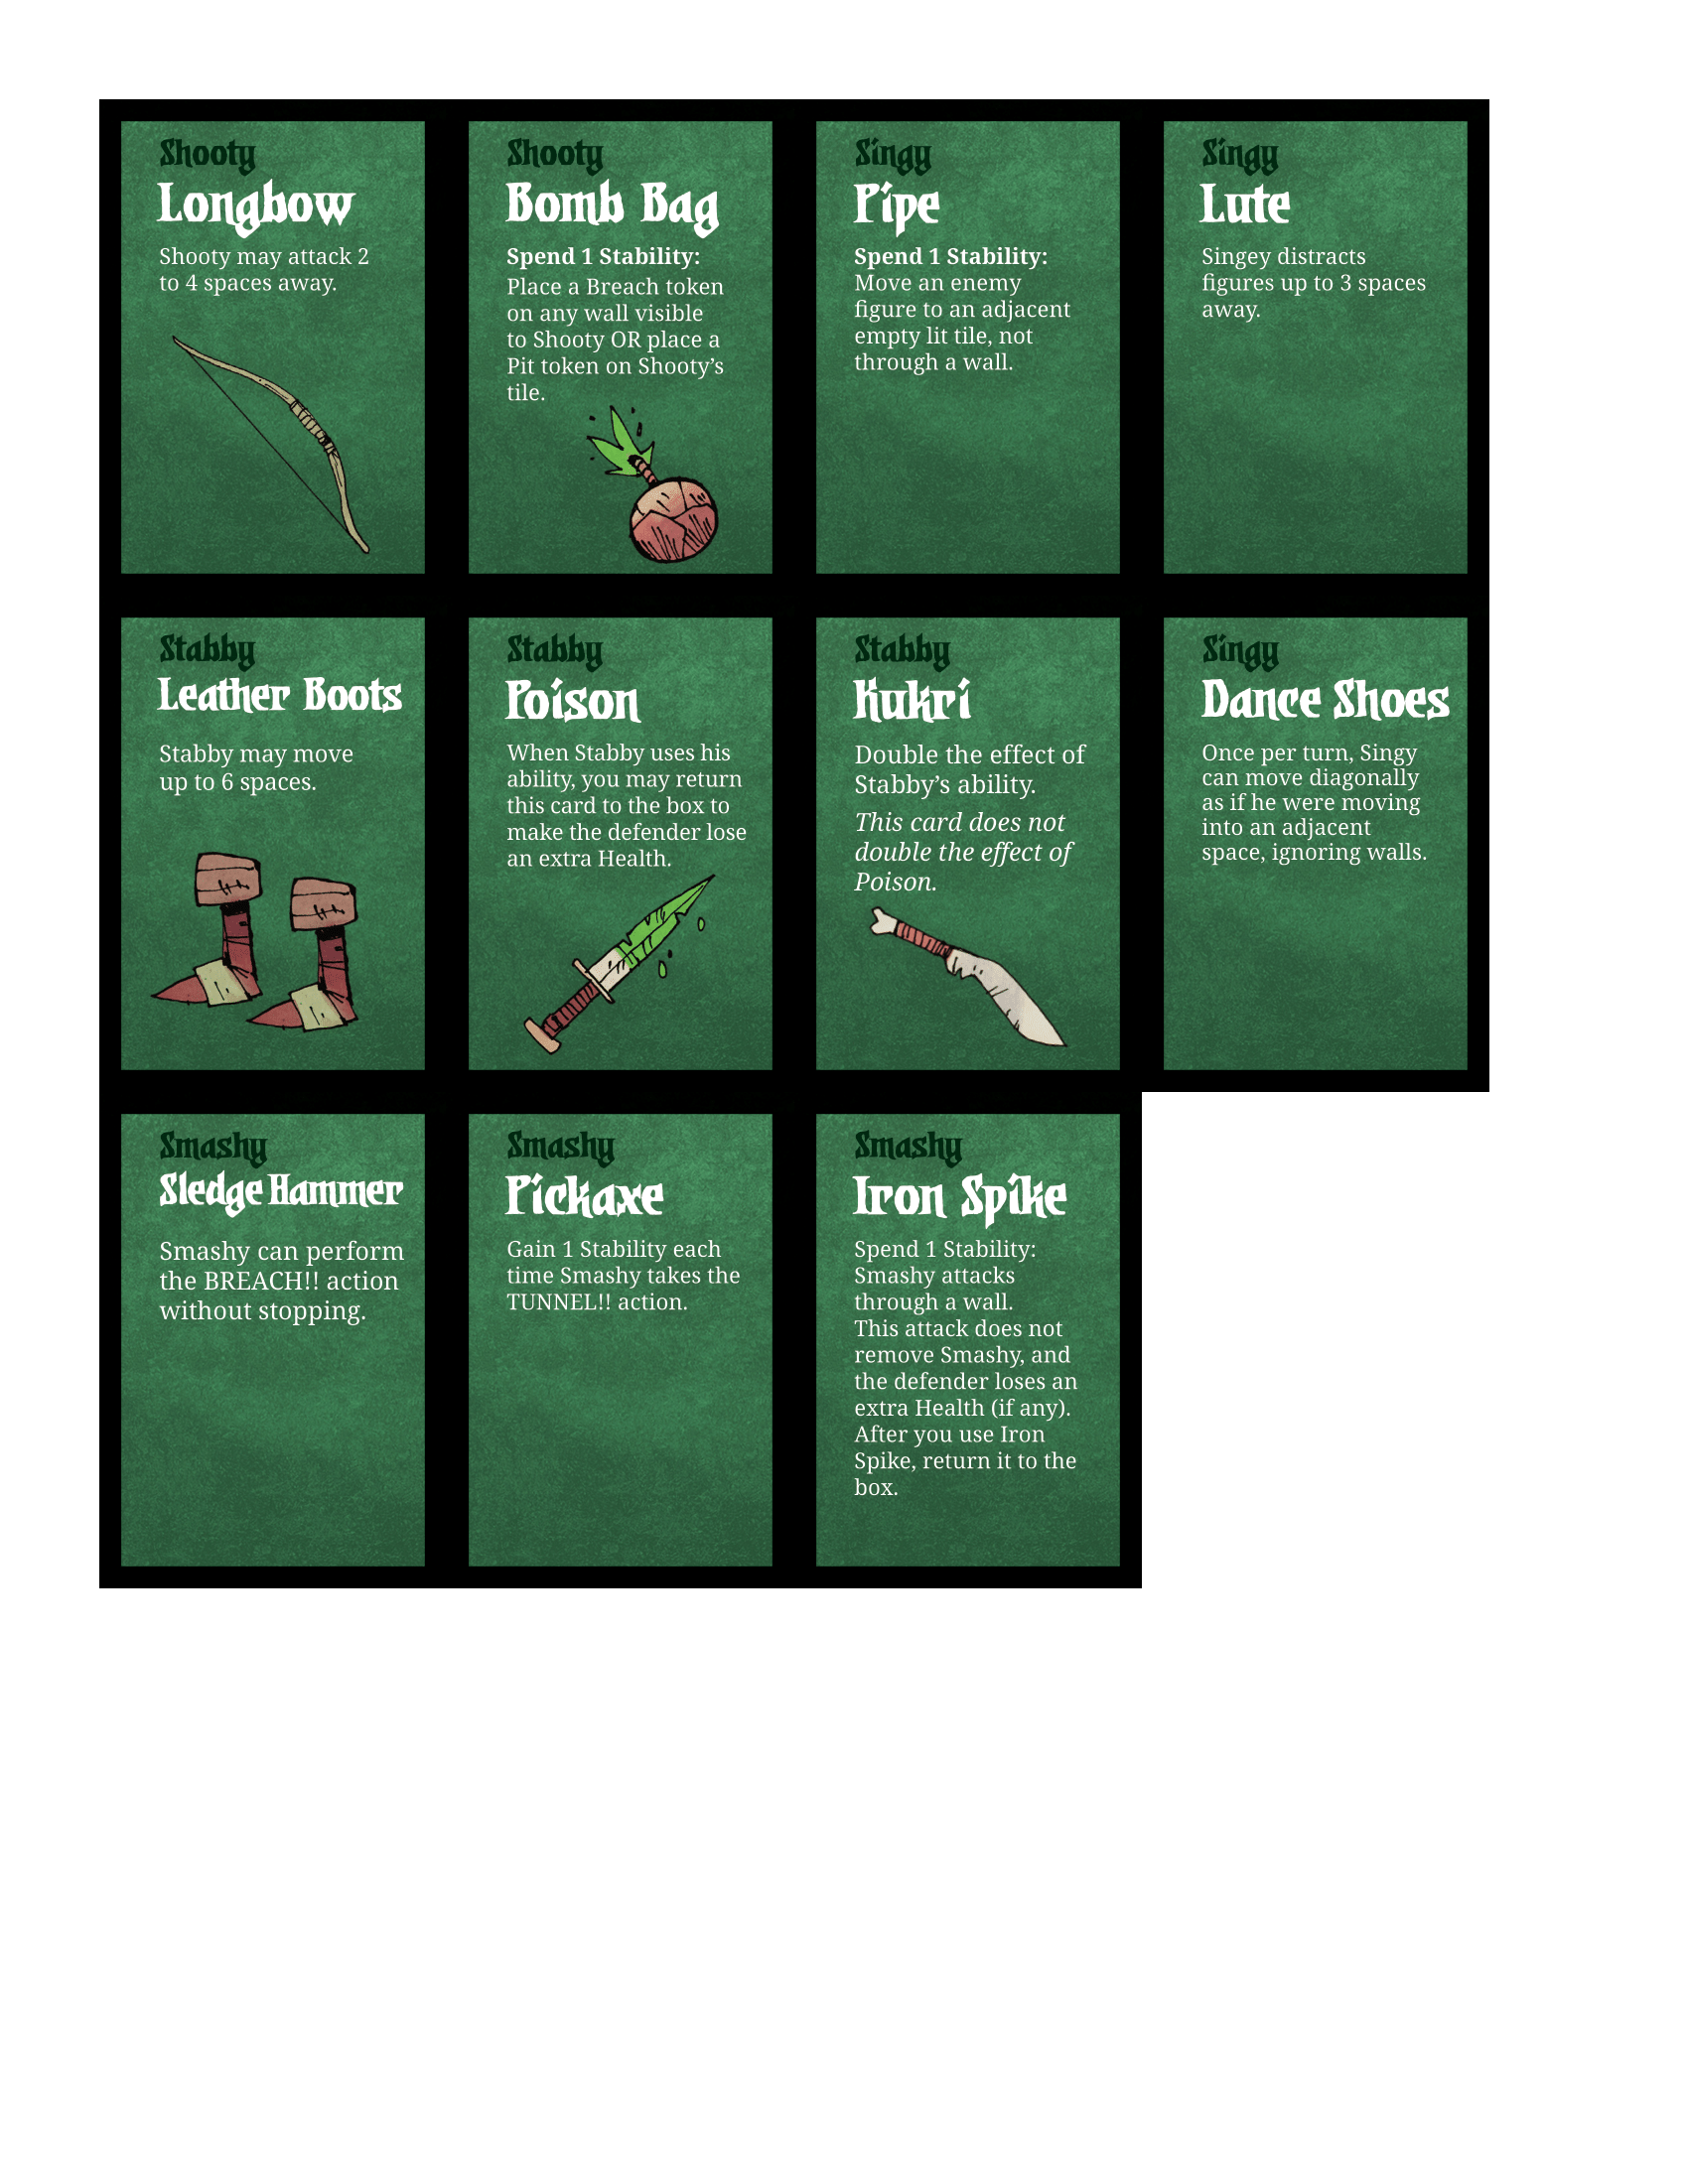 Shooty
Longbow
Shooty may attack 2
to 4 spaces away.
Shooty
Bomb Bag
Spend 1 Stability:
Place a Breach token
on any wall visible
to Shooty OR place a
Pit token on Shooty’s
tile.
Singy
Pipe
Spend 1 Stability:
Move an enemy
figure to an adjacent
empty lit tile, not
through a wall.
Singy
Lute
Singey distracts
figures up to 3 spaces
away.
Stabby
Leather Boots
Stabby may move
up to 6 spaces.
Stabby
Poison
When Stabby uses his
ability, you may return
this card to the box to
make the defender lose
an extra Health.
Stabby
Kukri
Double the effect of
Stabby’s ability.
This card does not
double the effect of
Poison.
Singy
Dance Shoes
Once per turn, Singy
can move diagonally
as if he were moving
into an adjacent
space, ignoring walls.
Smashy
Sledge Hammer
Smashy can perform
the BREACH!! action
without stopping.
Smashy
Pickaxe
Gain 1 Stability each
time Smashy takes the
TUNNEL!! action.
Smashy
Iron Spike
Spend 1 Stability:
Smashy attacks
through a wall.
This attack does not
remove Smashy, and
the defender loses an
extra Health (if any).
After you use Iron
Spike, return it to the
box.